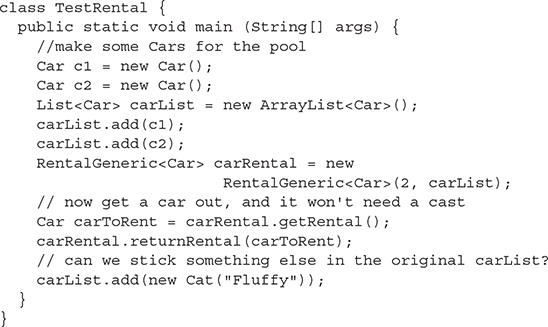 class TestRental {
  public static void main (String[] args) {
    //make some Cars for the pool
    Car c1 = new Car();
    Car c2 = new Car();
    List<Car> carList = new ArrayList<Car>();
    carList.add(c1);
    carList.add(c2);
    RentalGeneric<Car> carRental = new
                       RentalGeneric<Car>(2, carList);
    // now get a car out, and it won't need a cast
    Car carToRent = carRental.getRental();
    carRental.returnRental(carToRent);
    // can we stick something else in the original carList?
    carList.add(new Cat("Fluffy"));
  }
}